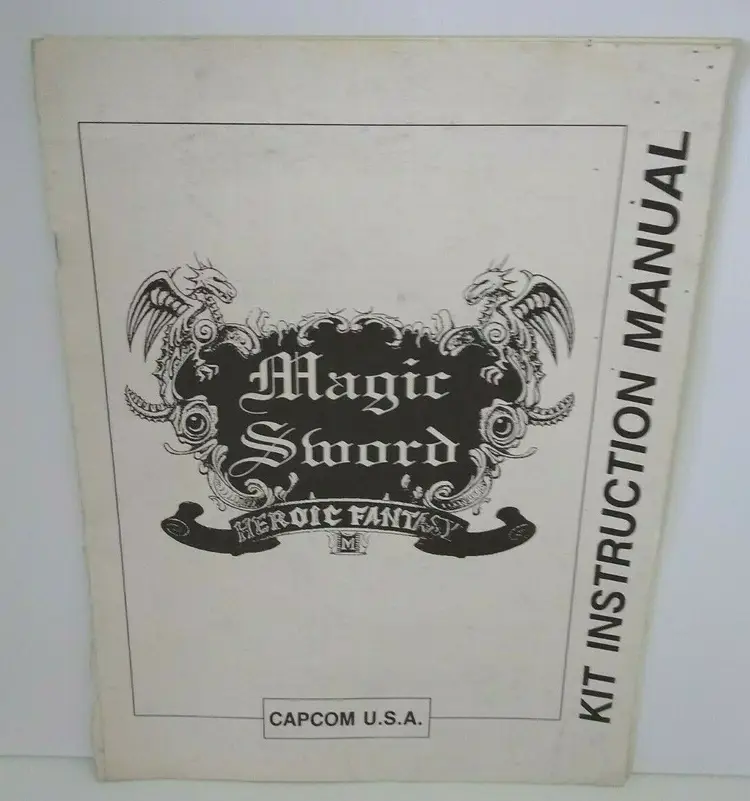 Magic
Sword
HEROIC FANTASY
M
CAPCOM U.S.A.
KIT INSTRUCTION MANUAL